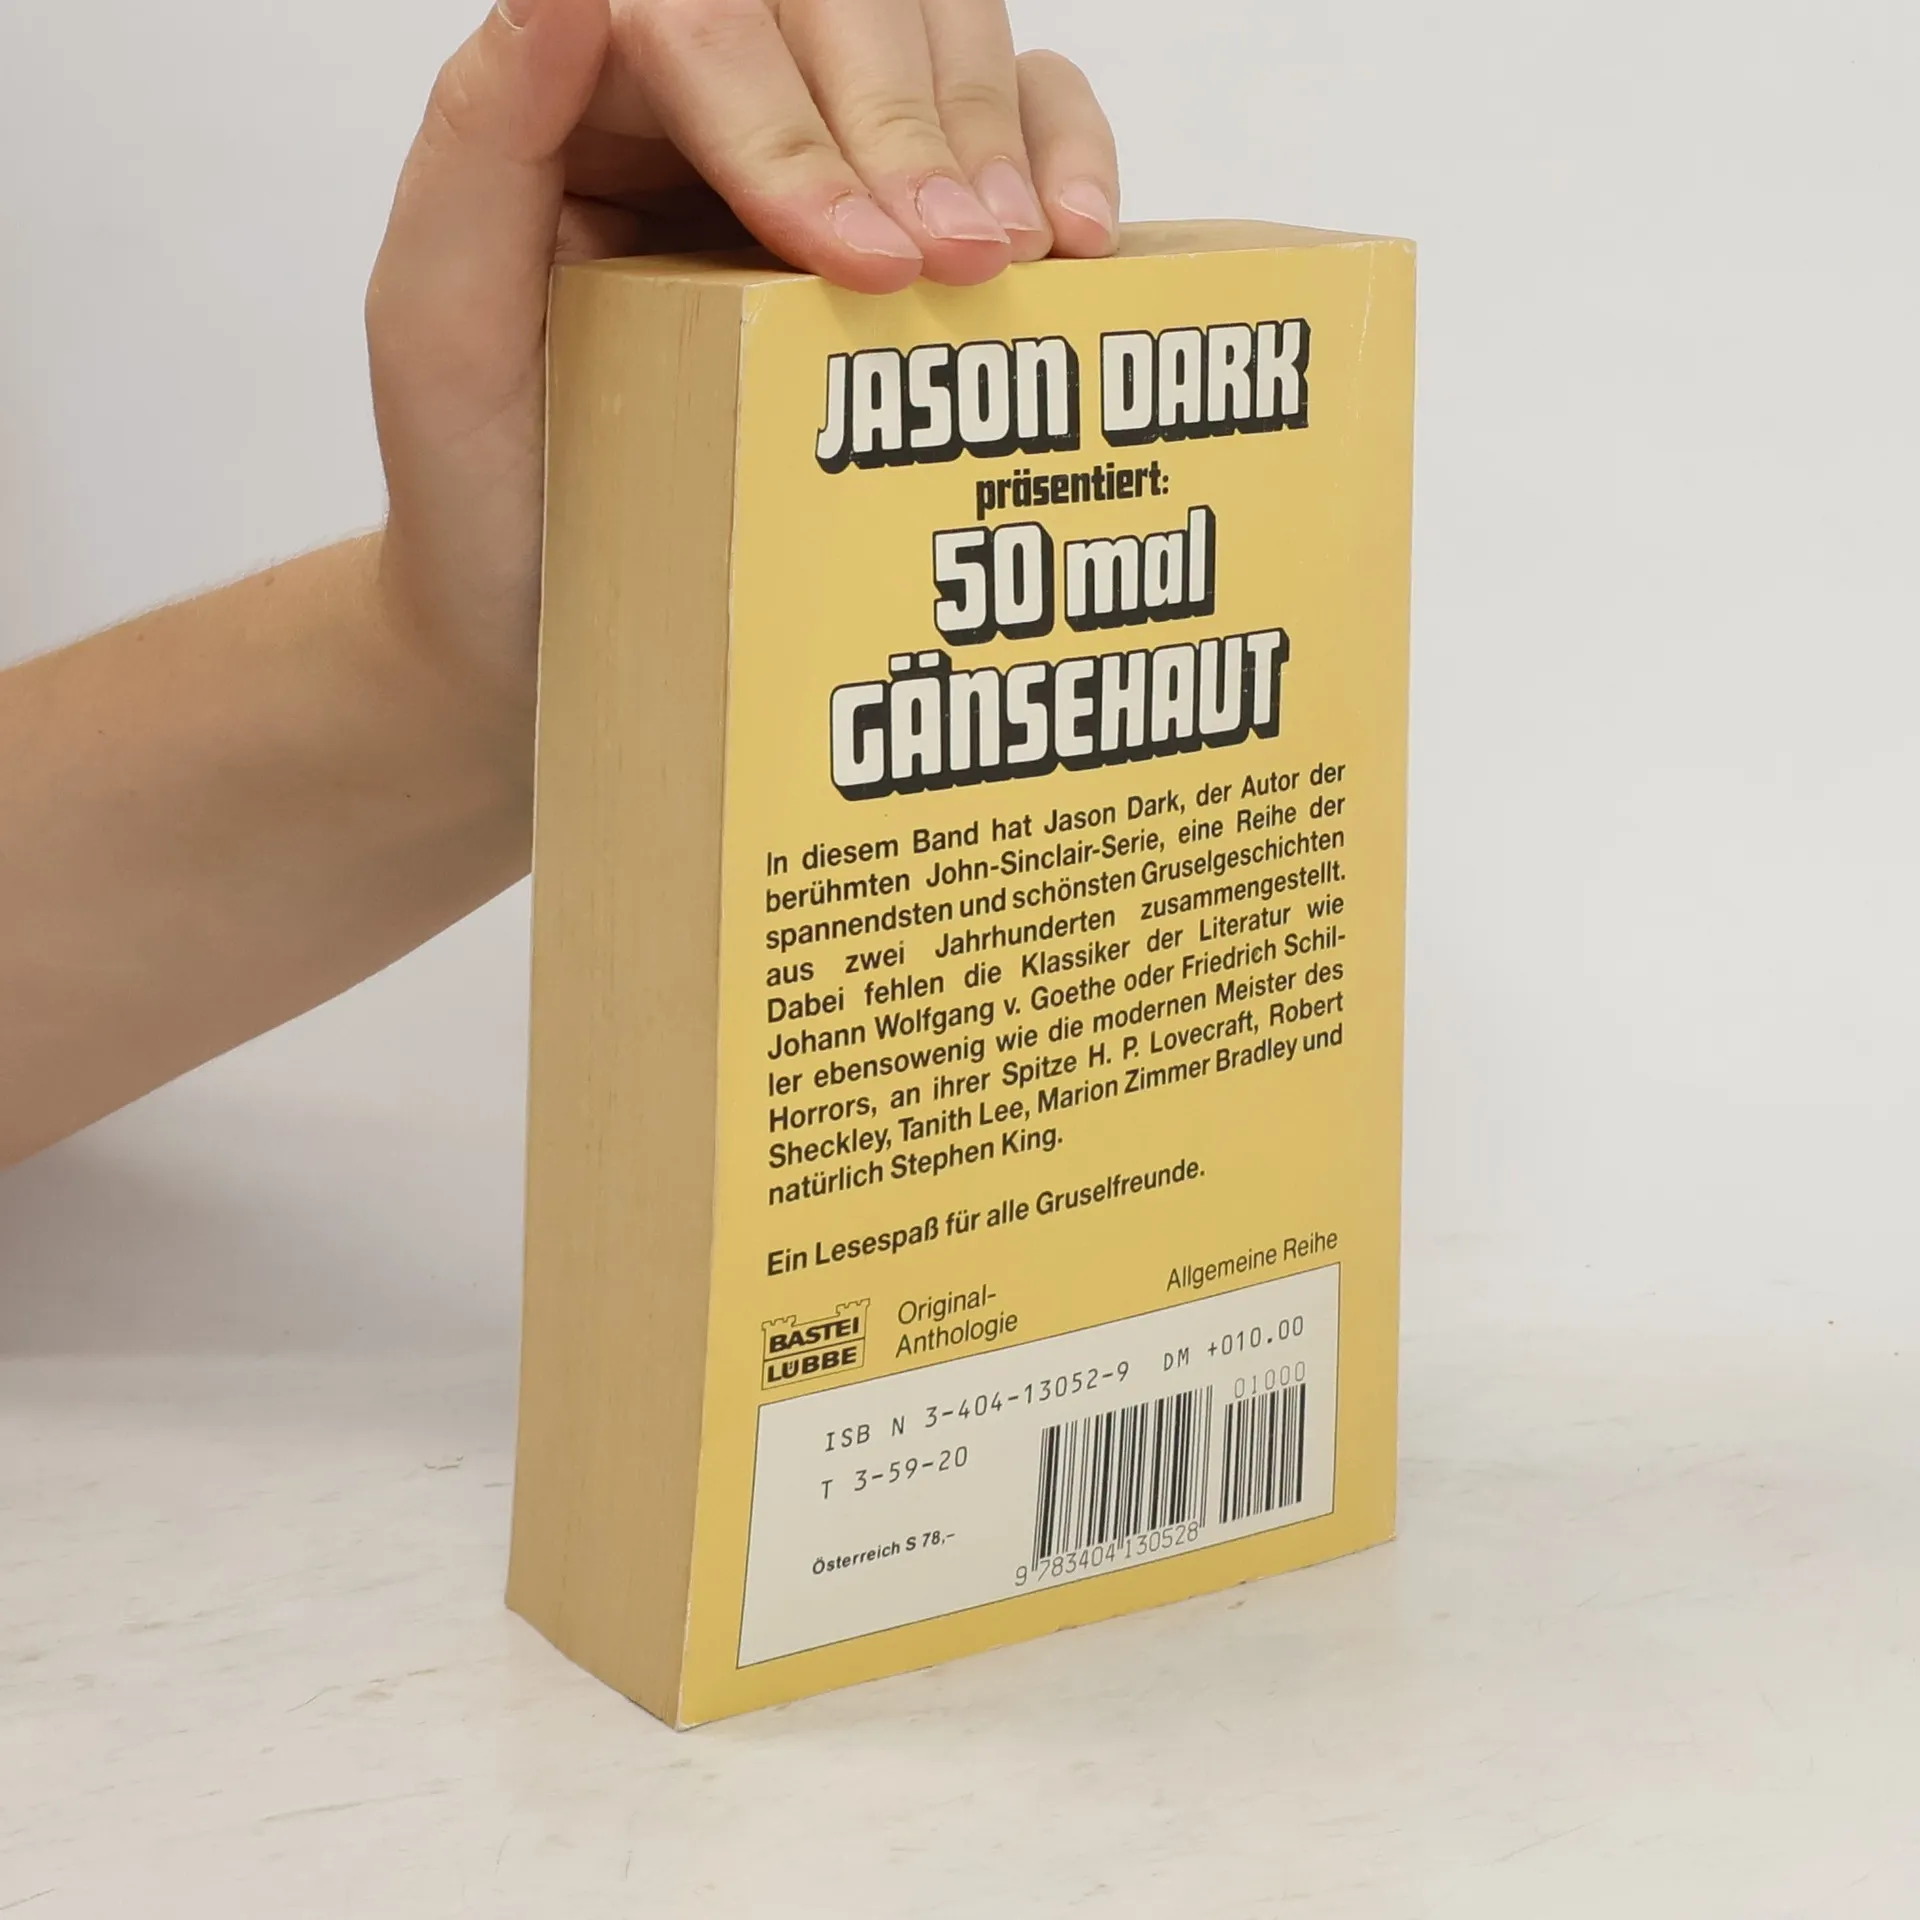 JASON DARK
präsentiert:
50 mal
GÄNSEHAUT
In diesem Band hat Jason Dark, der Autor der
berühmten John-Sinclair-Serie, eine Reihe der
spannendsten und schönsten Gruselgeschichten
aus zwei Jahrhunderten zusammengestellt.
Dabei fehlen die Klassiker der Literatur wie
Johann Wolfgang v. Goethe oder Friedrich Schil-
ler ebensowenig wie die modernen Meister des
Horrors, an ihrer Spitze H. P. Lovecraft, Robert
Sheckley, Tanith Lee, Marion Zimmer Bradley und
natürlich Stephen King.
Ein Lesespaß für alle Gruselfreunde.
BASTEI
LÜBBE
Original-
Anthologie
Allgemeine Reihe
ISB N 3-404-13052-9 DM +010.00
T 3-59-20
01000
Österreich S 78,–
9 783404 130528